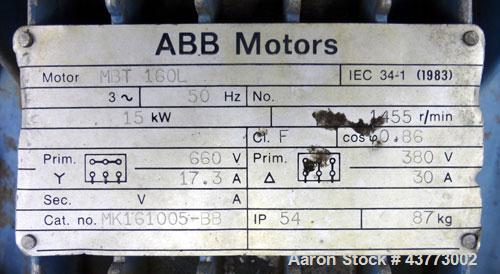 ABB Motors
Motor MBT 160L IEC 34-1 (1983)
3 ~ 50 Hz No.
15 kW 1455 r/min
Cl. F cosφ 0.86
Prim. 660 V Prim. 380 V
Y 17.3 A Δ 30 A
Sec. V A
Cat. no. MK161005-BB IP 54 87 kg
Aaron Stock # 43773002